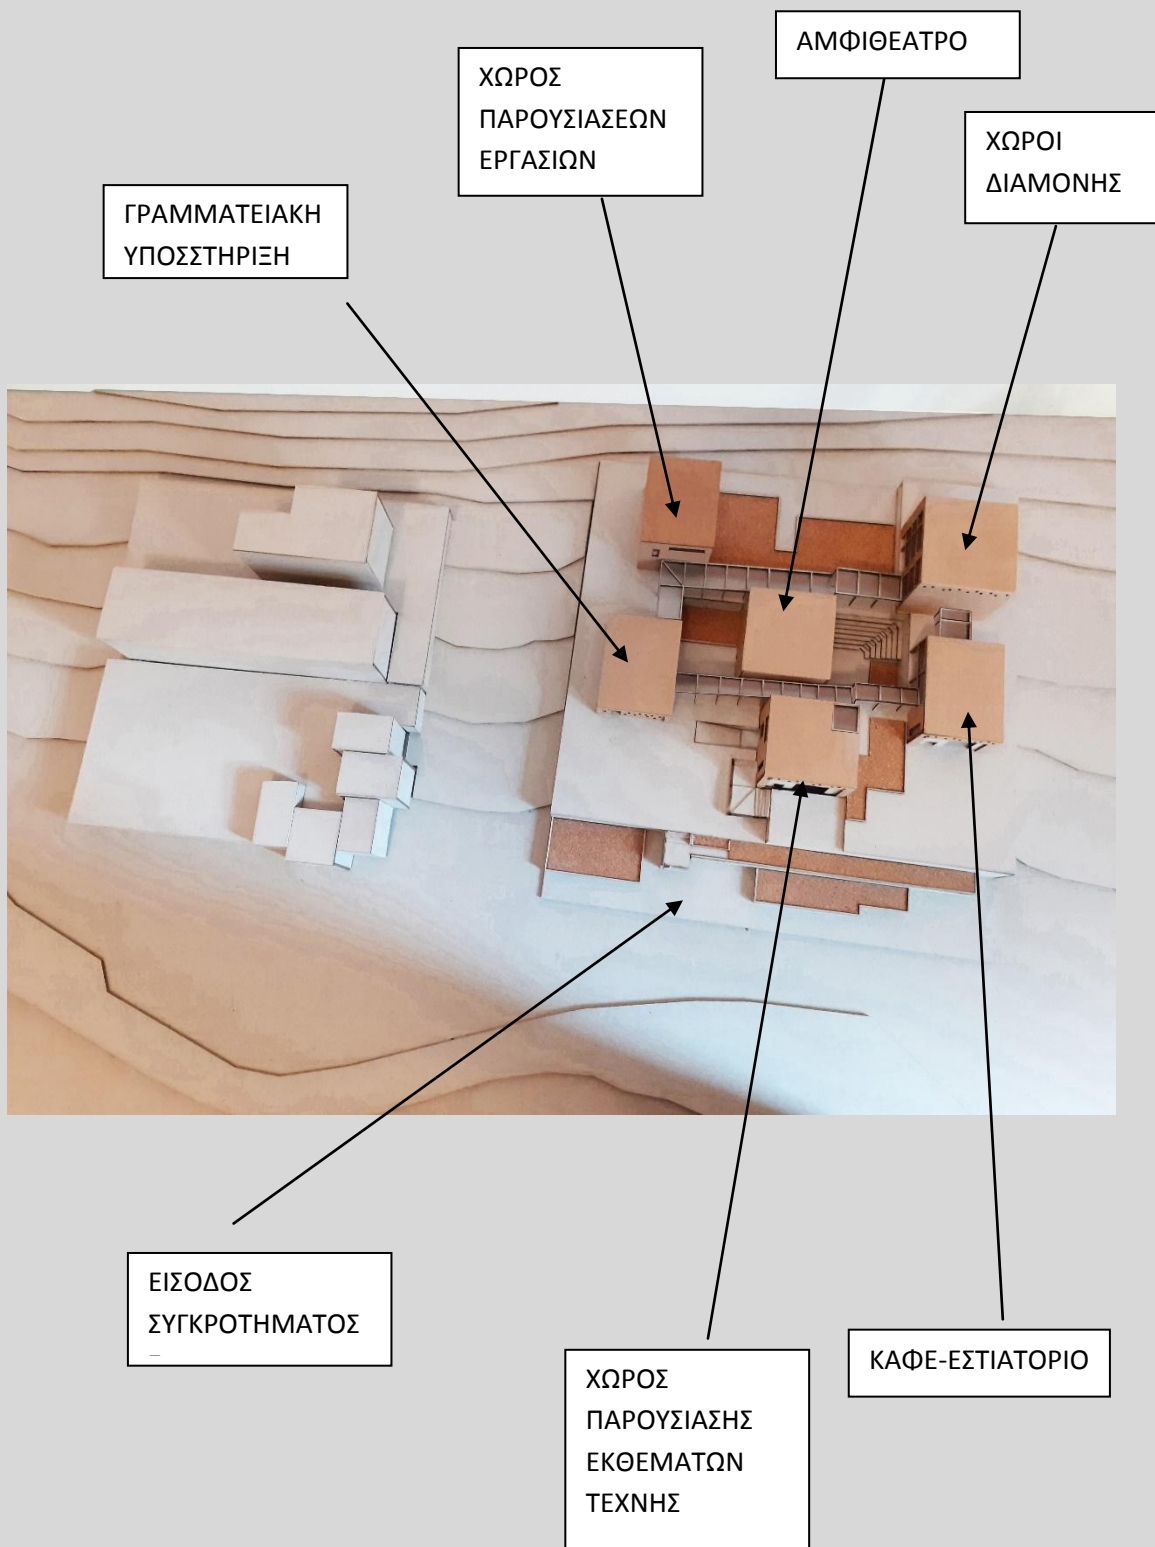 ΑΜΦΙΘΕΑΤΡΟ
ΧΩΡΟΣ
ΠΑΡΟΥΣΙΑΣΕΩΝ
ΕΡΓΑΣΙΩΝ
ΧΩΡΟΙ
ΔΙΑΜΟΝΗΣ
ΓΡΑΜΜΑΤΕΙΑΚΗ
ΥΠΟΣΣΤΗΡΙΞΗ
ΕΙΣΟΔΟΣ
ΣΥΓΚΡΟΤΗΜΑΤΟΣ
ΧΩΡΟΣ
ΠΑΡΟΥΣΙΑΣΗΣ
ΕΚΘΕΜΑΤΩΝ
ΤΕΧΝΗΣ
ΚΑΦΕ-ΕΣΤΙΑΤΟΡΙΟ